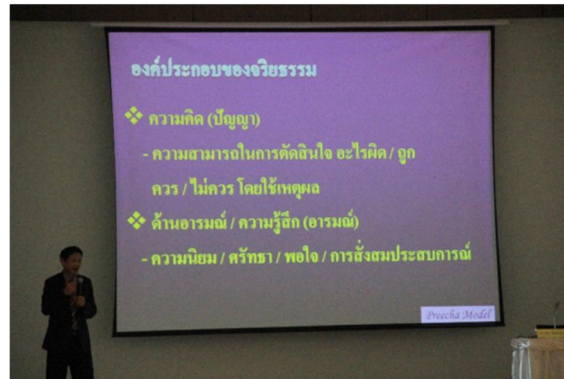 องค์ประกอบของจริยธรรม
❖ ความคิด (ปัญญา)
- ความสามารถในการตัดสินใจ อะไรผิด / ถูก
ควร / ไม่ควร โดยใช้เหตุผล
❖ ด้านอารมณ์ / ความรู้สึก (อารมณ์)
- ความนิยม / ศรัทธา / พอใจ / การสั่งสมประสบการณ์
Preecha Model